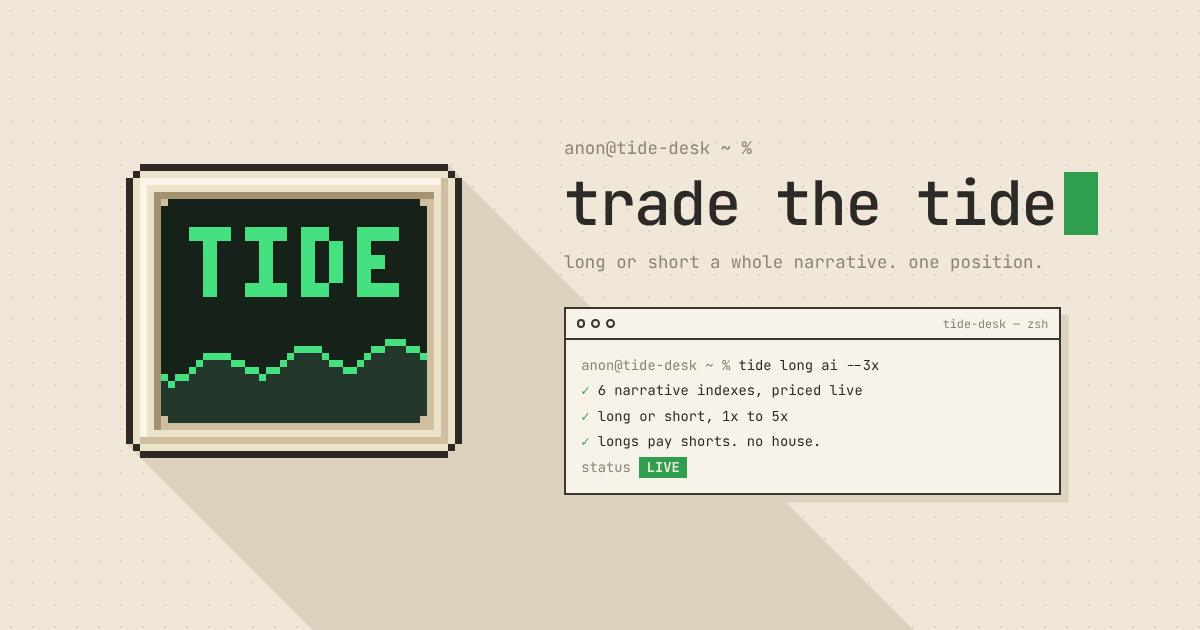 TIDE
anon@tide-desk ~ %
trade the tide
long or short a whole narrative. one position.
tide-desk — zsh
anon@tide-desk ~ % tide long ai --3x
✓ 6 narrative indexes, priced live
✓ long or short, 1x to 5x
✓ longs pay shorts. no house.
status LIVE